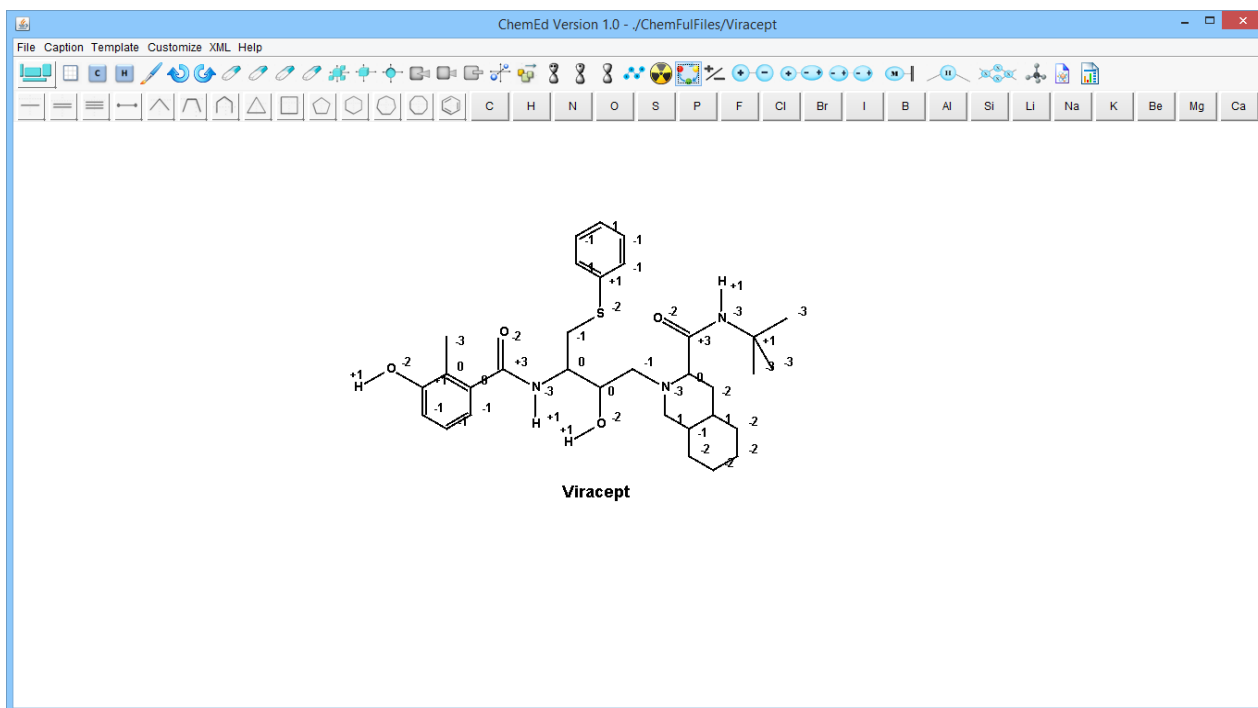 ChemEd Version 1.0 - ./ChemFulFiles/Viracept
File Caption Template Customize XML Help
C H M H
C H N O S P F Cl Br I B Al Si Li Na K Be Mg Ca
1
-1 -1
1 -1
+1
H +1
S -2
O -2 N -3 -3
-3 O -2 -1 +3 +1
+1 O -2 0 +3 0 -1 -3 -3
H +1 0 N -3 0 N -3 0 -2
-1 -1 H +1 +1 O -2 1 1 -2
-1 H -1
-2 -2
-2
Viracept